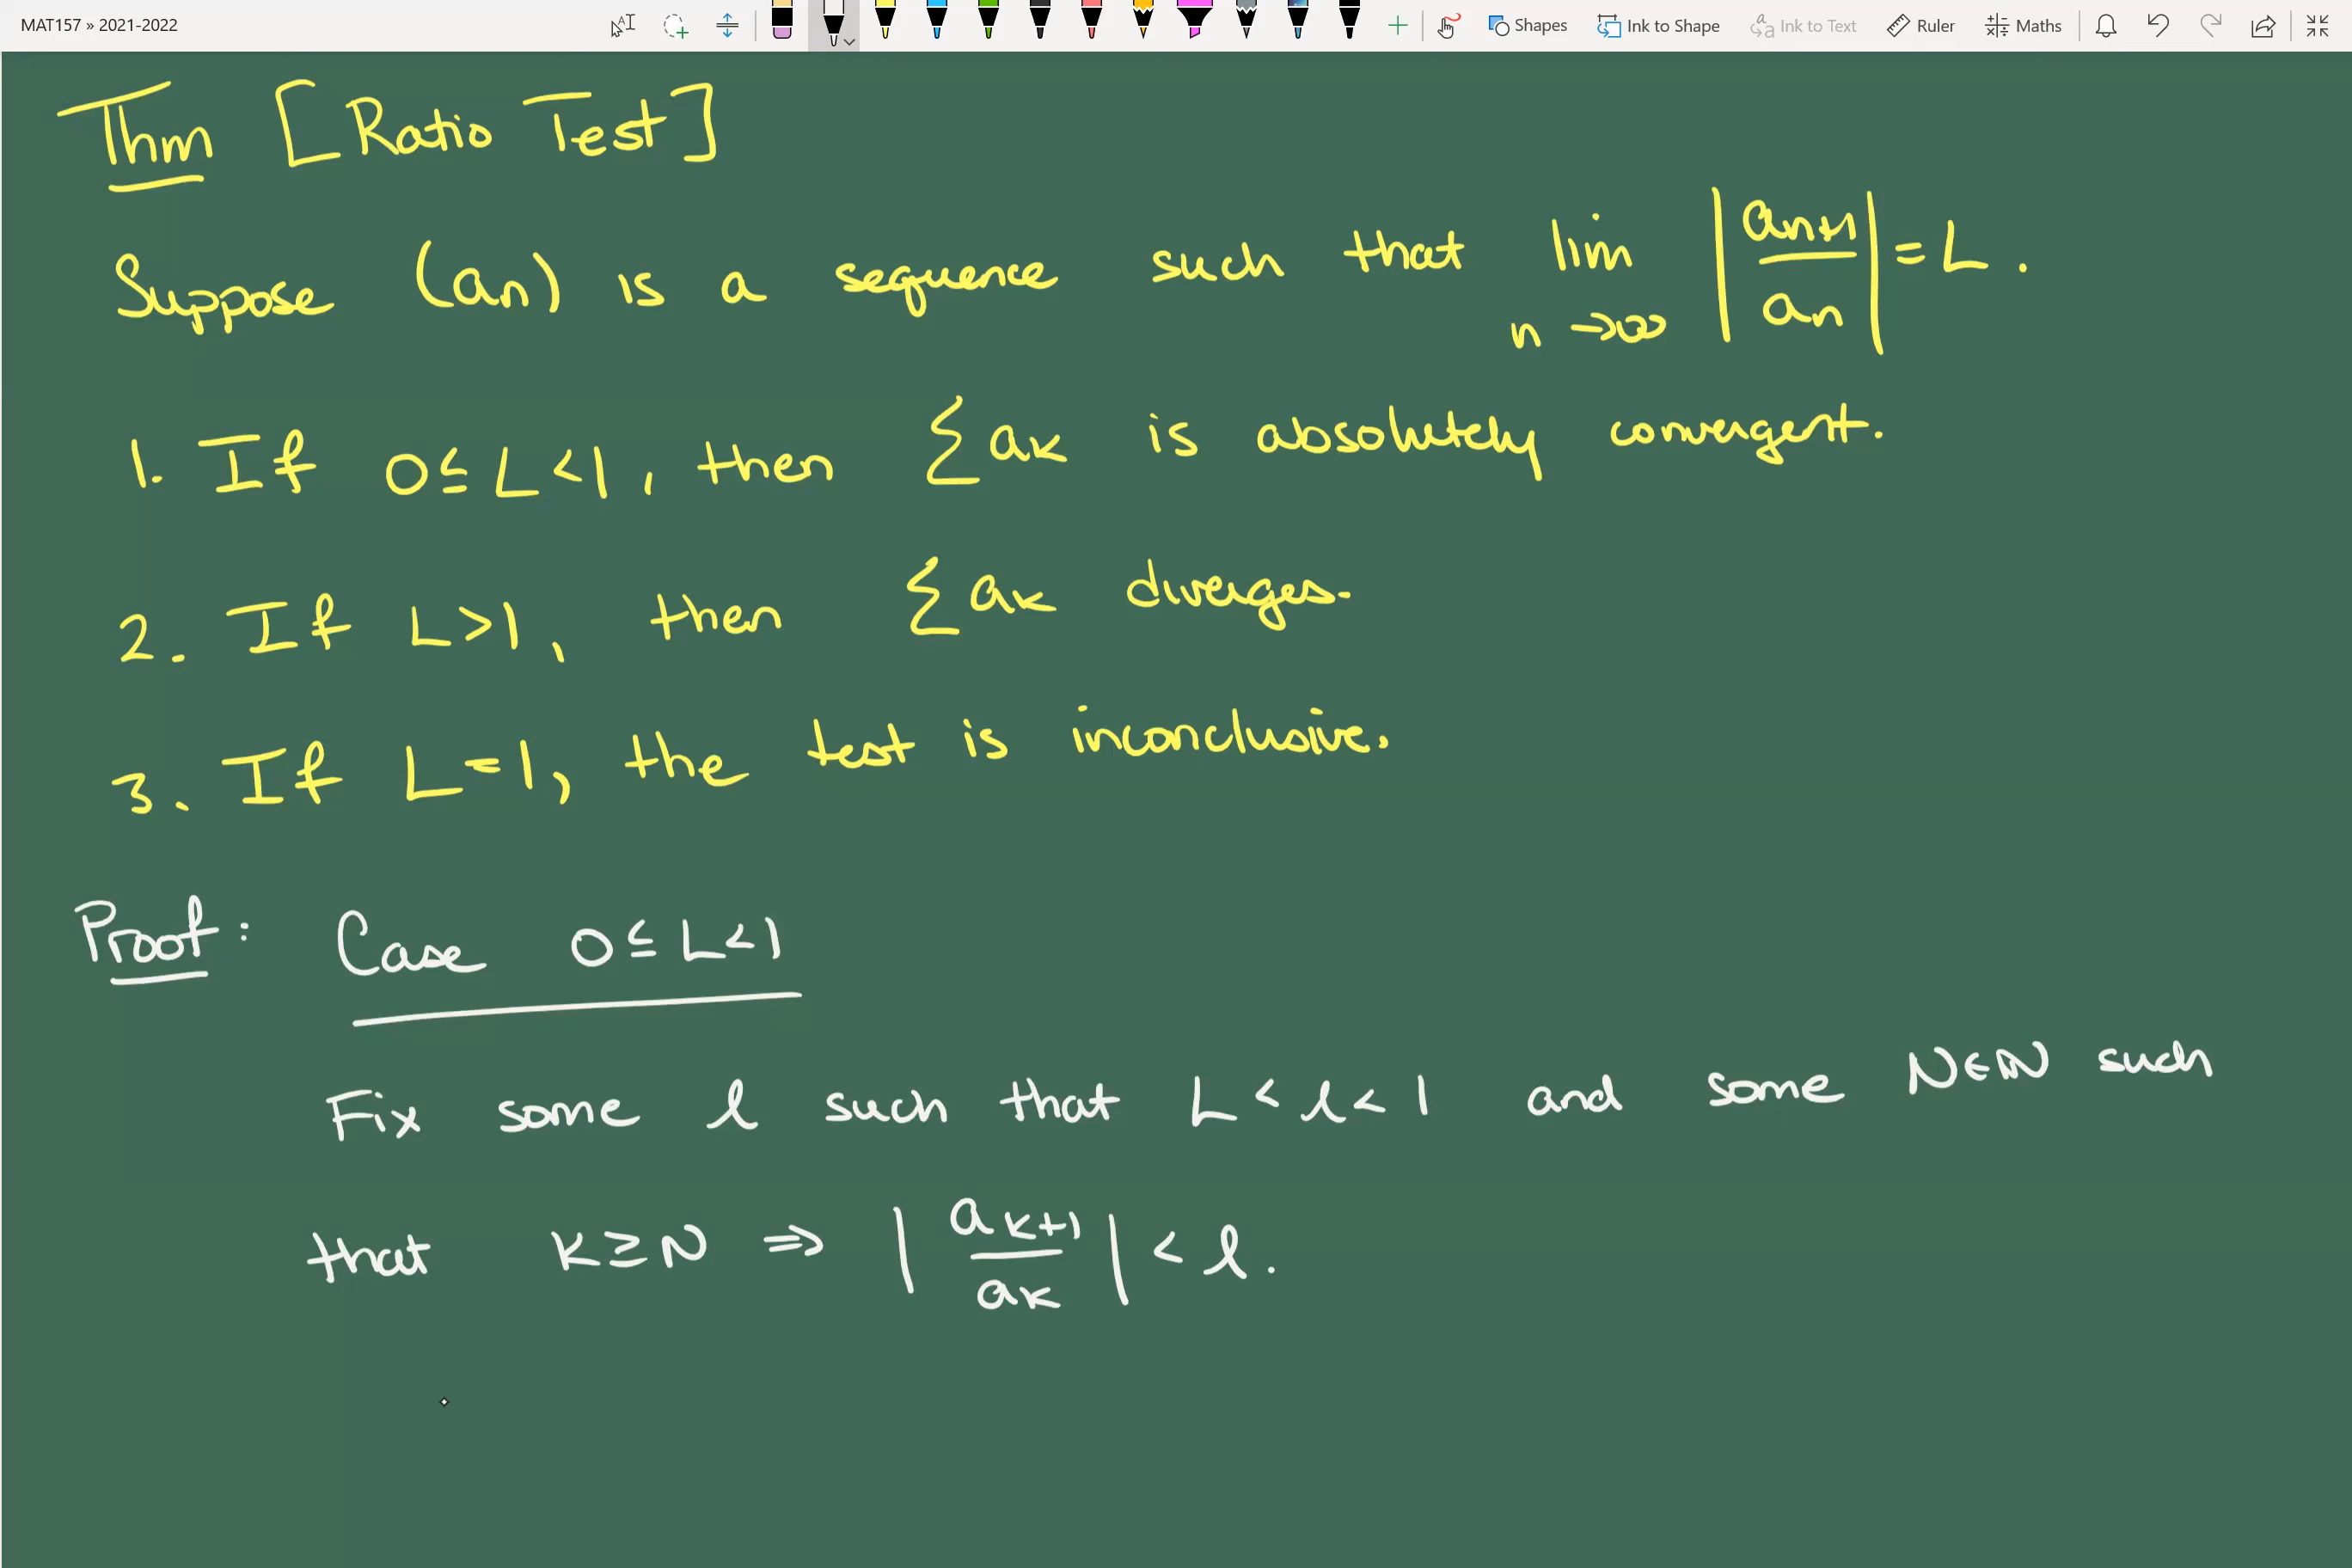 MAT157 » 2021-2022
Shapes
Ink to Shape
Ink to Text
Ruler
Maths
Thm [Ratio Test]
Suppose (an) is a sequence such that lim n→∞ |an+1/an| = L.
1. If 0≤L<1, then Σak is absolutely convergent.
2. If L>1, then Σak diverges.
3. If L=1, the test is inconclusive.
Proof: Case 0≤L<1
Fix some l such that L<l<1 and some N∈ℕ such
that k≥N ⇒ |ak+1/ak| < l.